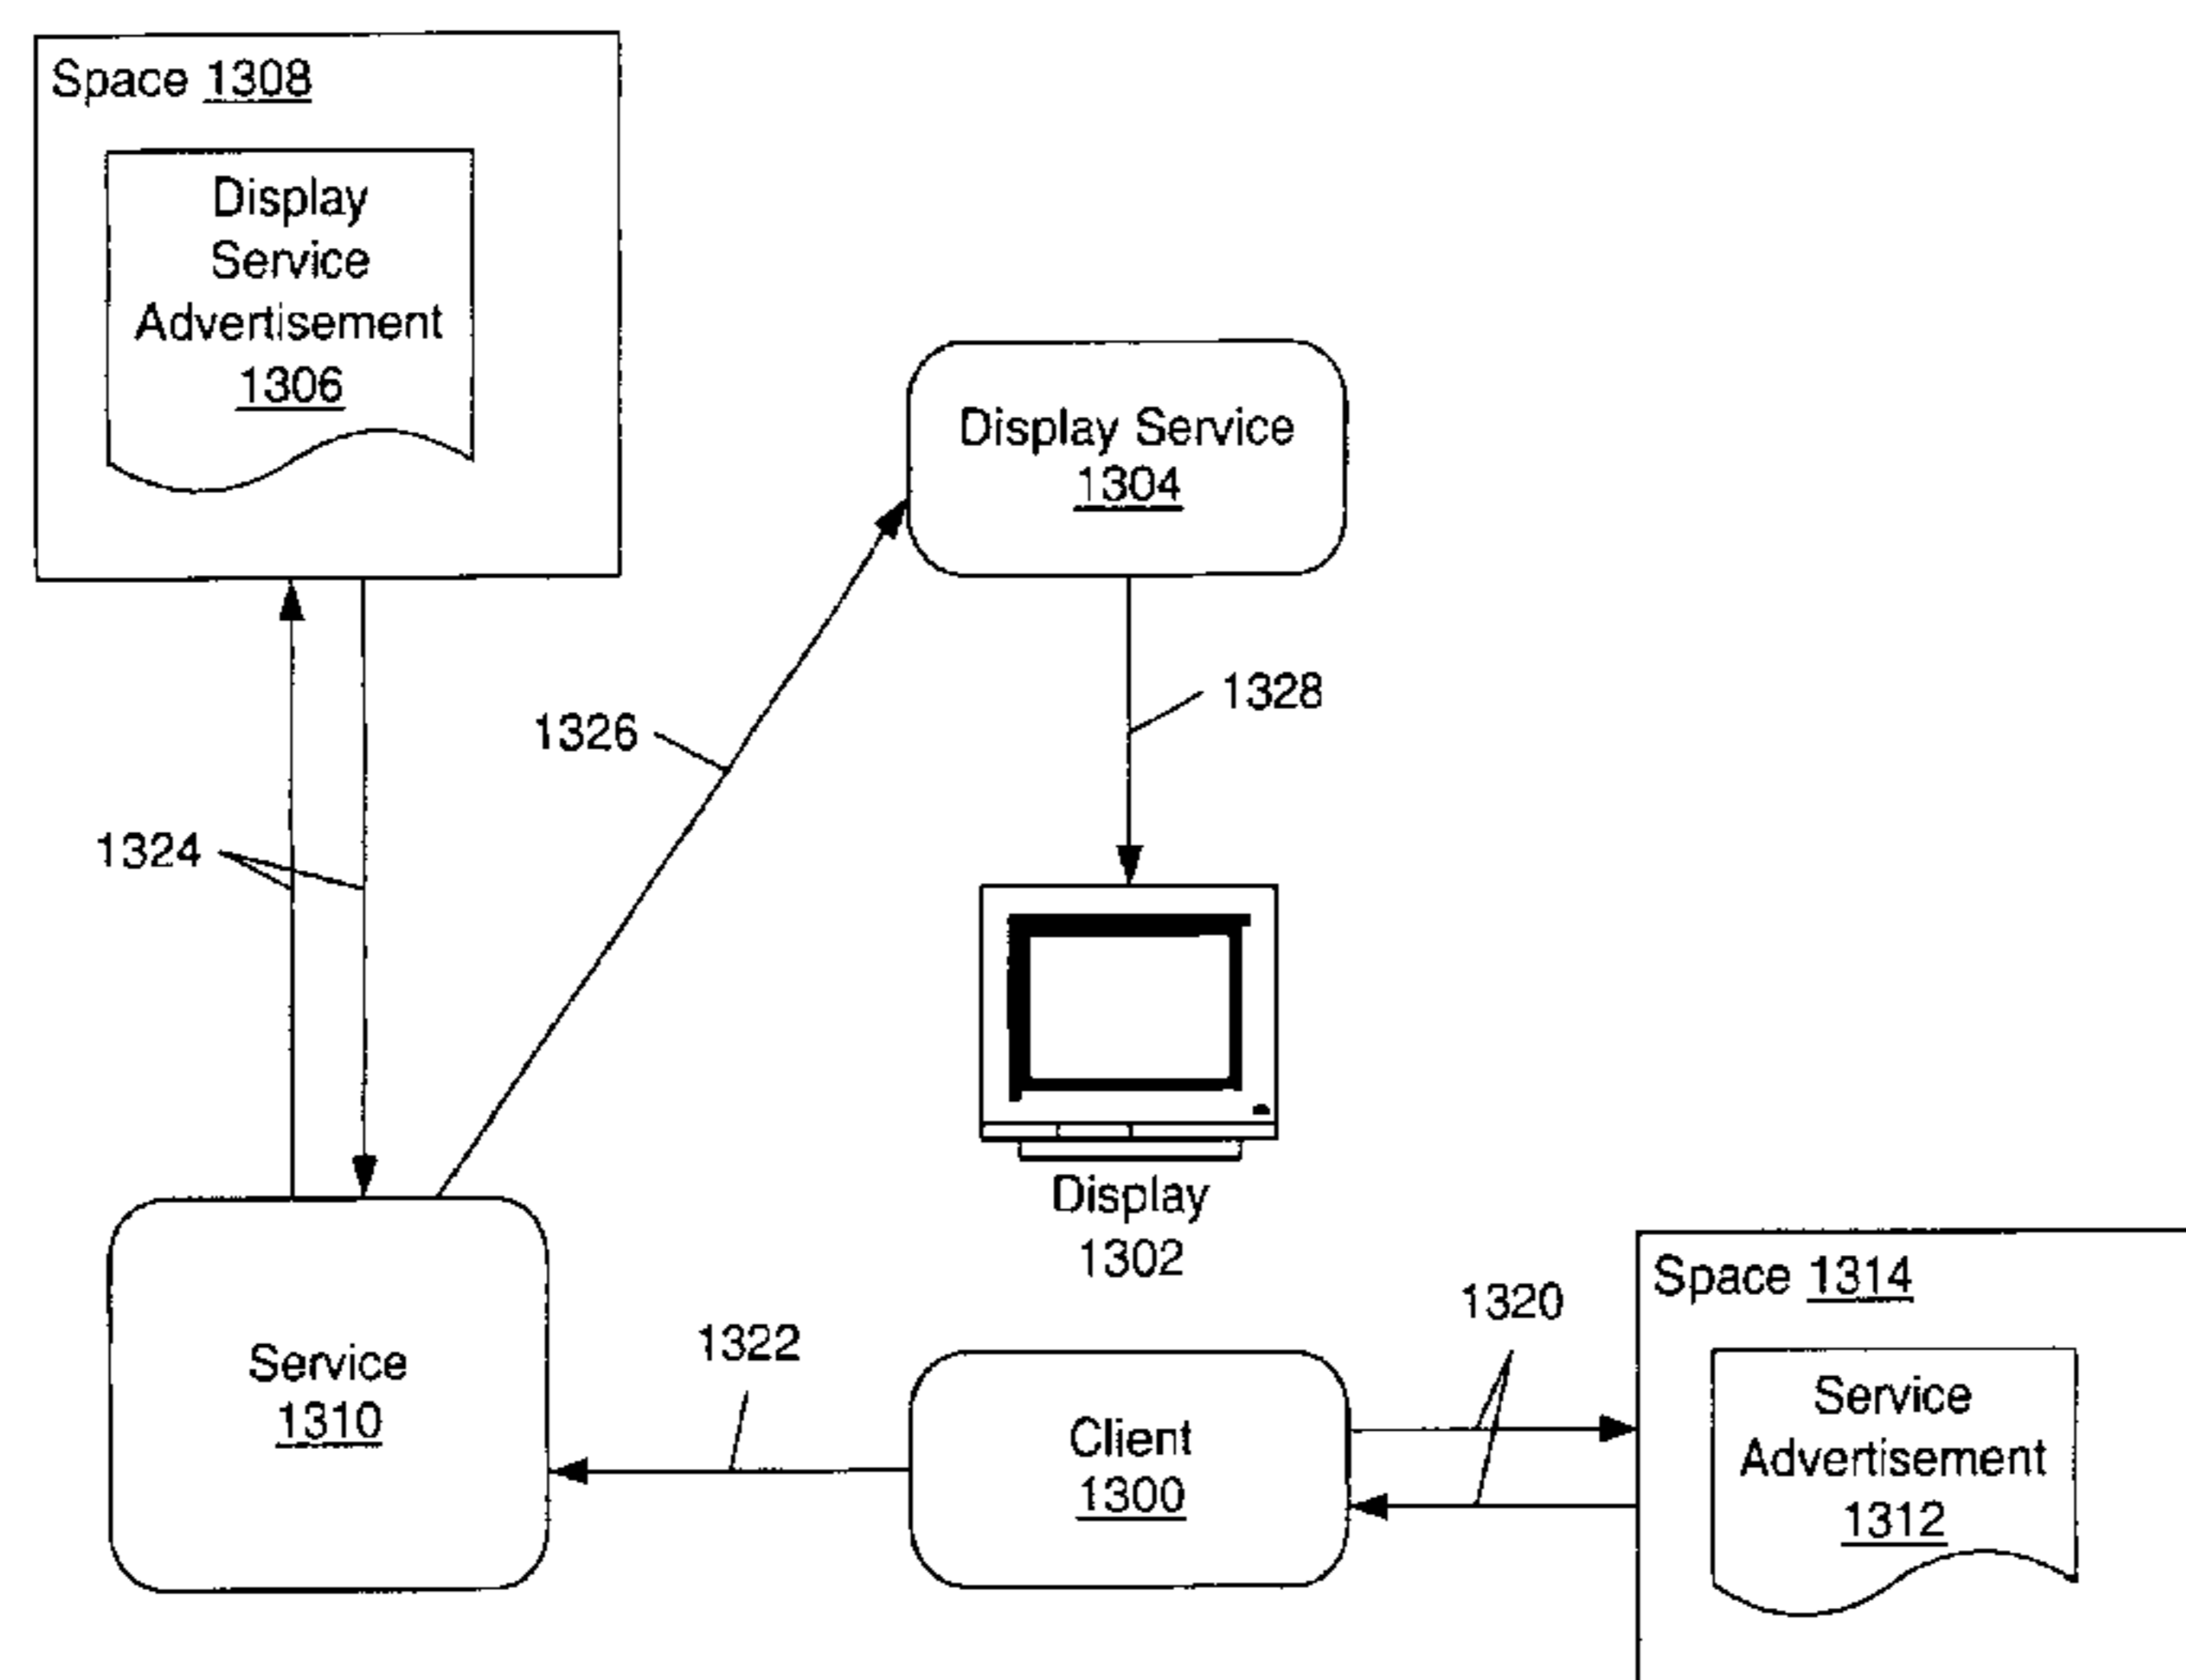 Space 1308
Display
Service
Advertisement
1306
Display Service
1304
1328
1326
1324
Display
1302
Space 1314
1320
Service
Advertisement
1312
1322
Service
1310
Client
1300